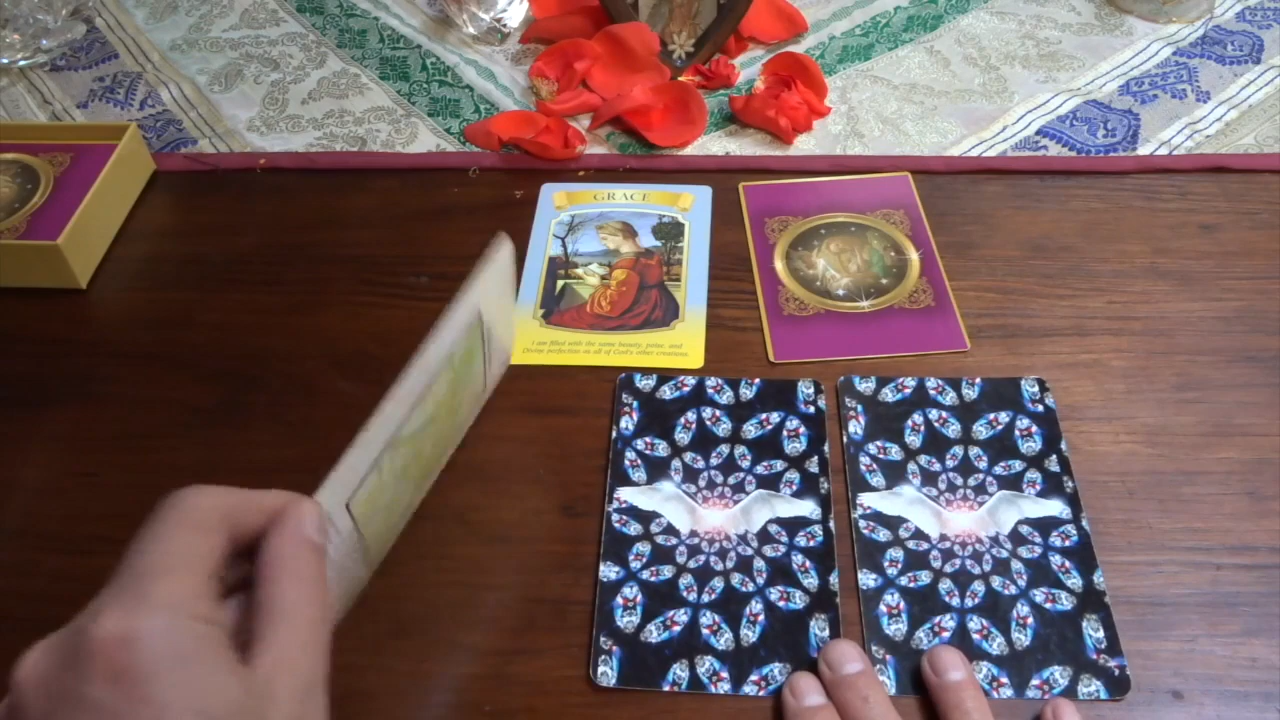 GRACE
I am filled with the same beauty, poise, and
Divine perfection as all of God's other creations.